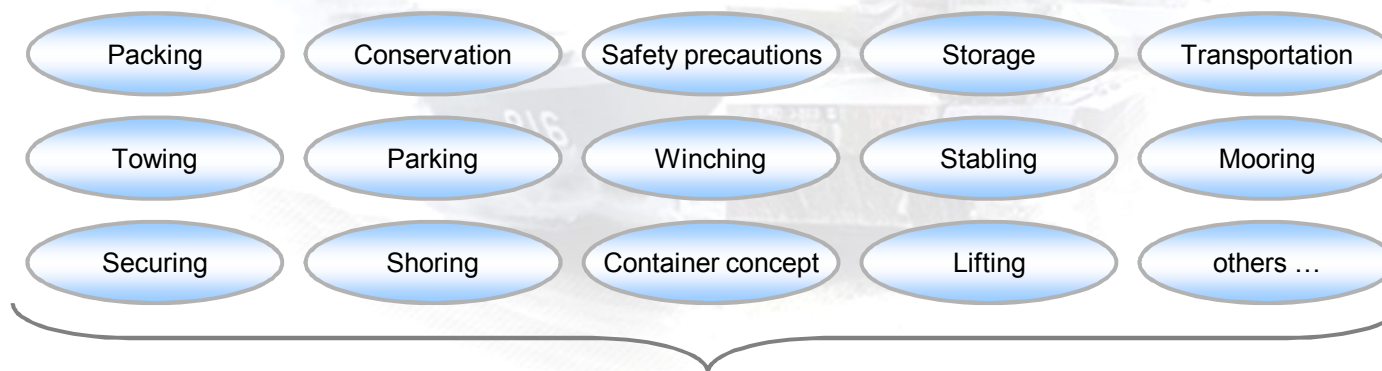 Packing
Conservation
Safety precautions
Storage
Transportation
Towing
Parking
Winching
Stabling
Mooring
Securing
Shoring
Container concept
Lifting
others …